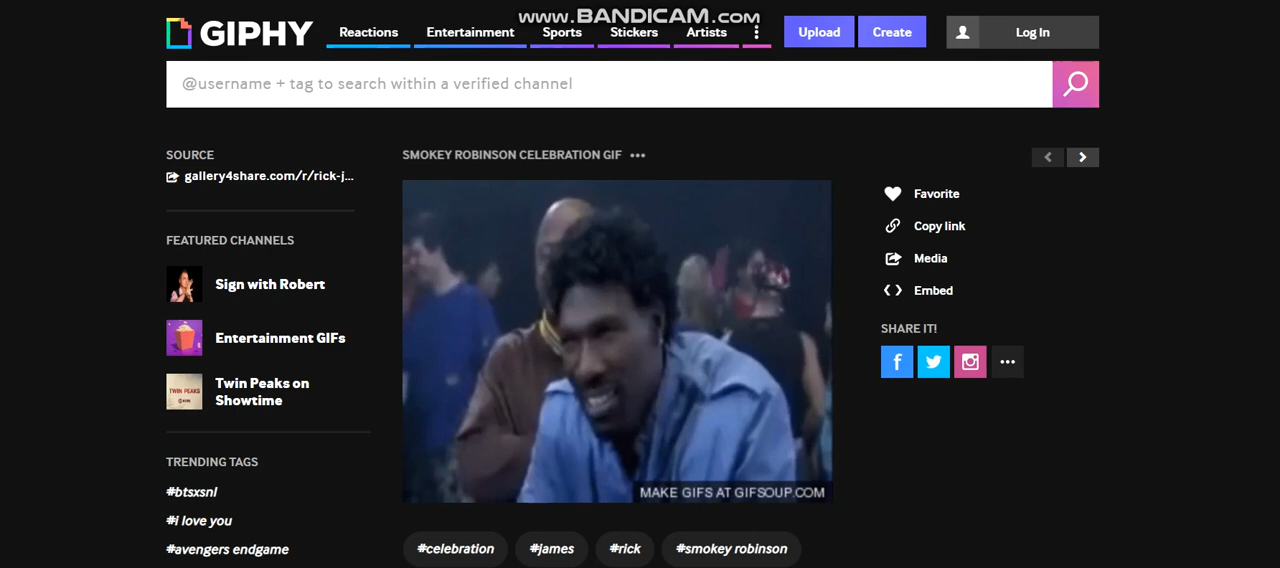 www.BANDICAM.com
GIPHY
Reactions
Entertainment
Sports
Stickers
Artists
Upload
Create
Log In
@username + tag to search within a verified channel
SOURCE
gallery4share.com/r/rick-j...
FEATURED CHANNELS
Sign with Robert
Entertainment GIFs
TWIN PEAKS
Twin Peaks on
Showtime
TRENDING TAGS
#btsxsnl
#i love you
#avengers endgame
SMOKEY ROBINSON CELEBRATION GIF
MAKE GIFS AT GIFSOUP.COM
#celebration
#james
#rick
#smokey robinson
Favorite
Copy link
Media
Embed
SHARE IT!